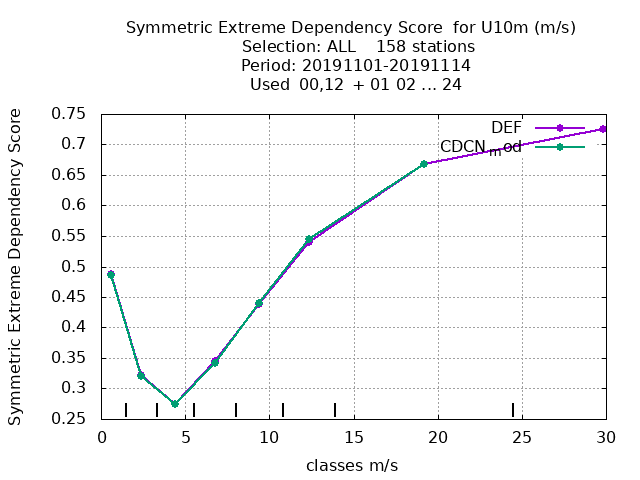 Symmetric Extreme Dependency Score  for U10m (m/s)
Selection: ALL    158 stations
Period: 20191101-20191114
Used  00,12  + 01 02 ... 24
Symmetric Extreme Dependency Score
0.75
0.7
0.65
0.6
0.55
0.5
0.45
0.4
0.35
0.3
0.25
DEF
CDCN_mod
0 5 10 15 20 25 30
classes m/s